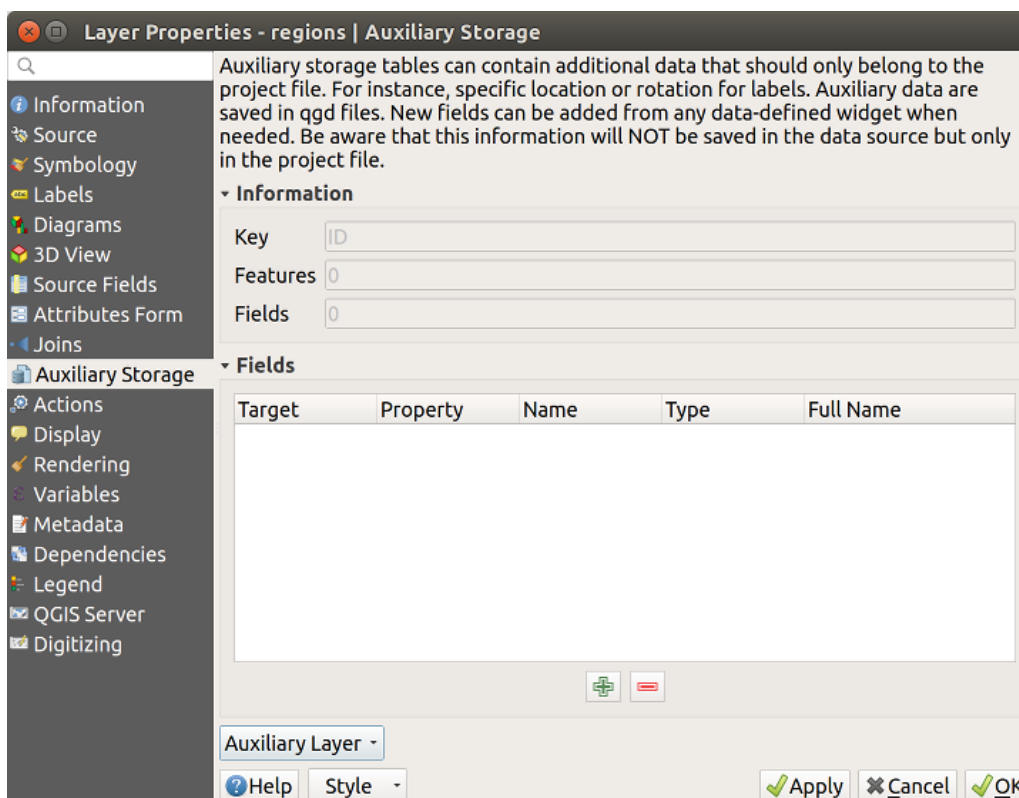 Layer Properties - regions | Auxiliary Storage
Information
Source
Symbology
Labels
Diagrams
3D View
Source Fields
Attributes Form
Joins
Auxiliary Storage
Actions
Display
Rendering
Variables
Metadata
Dependencies
Legend
QGIS Server
Digitizing
Auxiliary storage tables can contain additional data that should only belong to the
project file. For instance, specific location or rotation for labels. Auxiliary data are
saved in qgd files. New fields can be added from any data-defined widget when
needed. Be aware that this information will NOT be saved in the data source but only
in the project file.
Information
Key ID
Features 0
Fields 0
Fields
Target Property Name Type Full Name
Auxiliary Layer
Help Style Apply Cancel OK